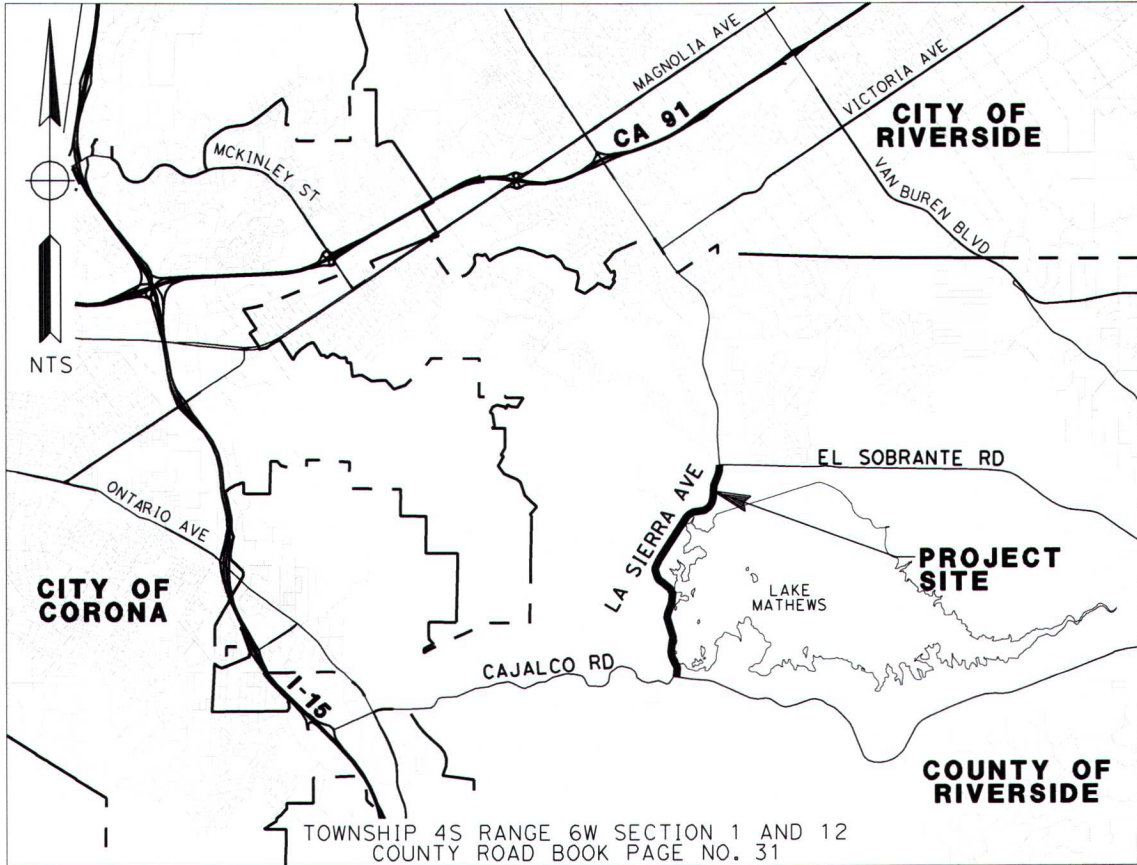 MAGNOLIA AVE
VICTORIA AVE
CA 91
CITY OF
RIVERSIDE
MCKINLEY ST
VAN BUREN BLVD
NTS
EL SOBRANTE RD
LA SIERRA AVE
ONTARIO AVE
PROJECT
SITE
CITY OF
CORONA
LAKE
MATHEWS
CAJALCO RD
I-15
COUNTY OF
RIVERSIDE
TOWNSHIP 4S RANGE 6W SECTION 1 AND 12
COUNTY ROAD BOOK PAGE NO. 31